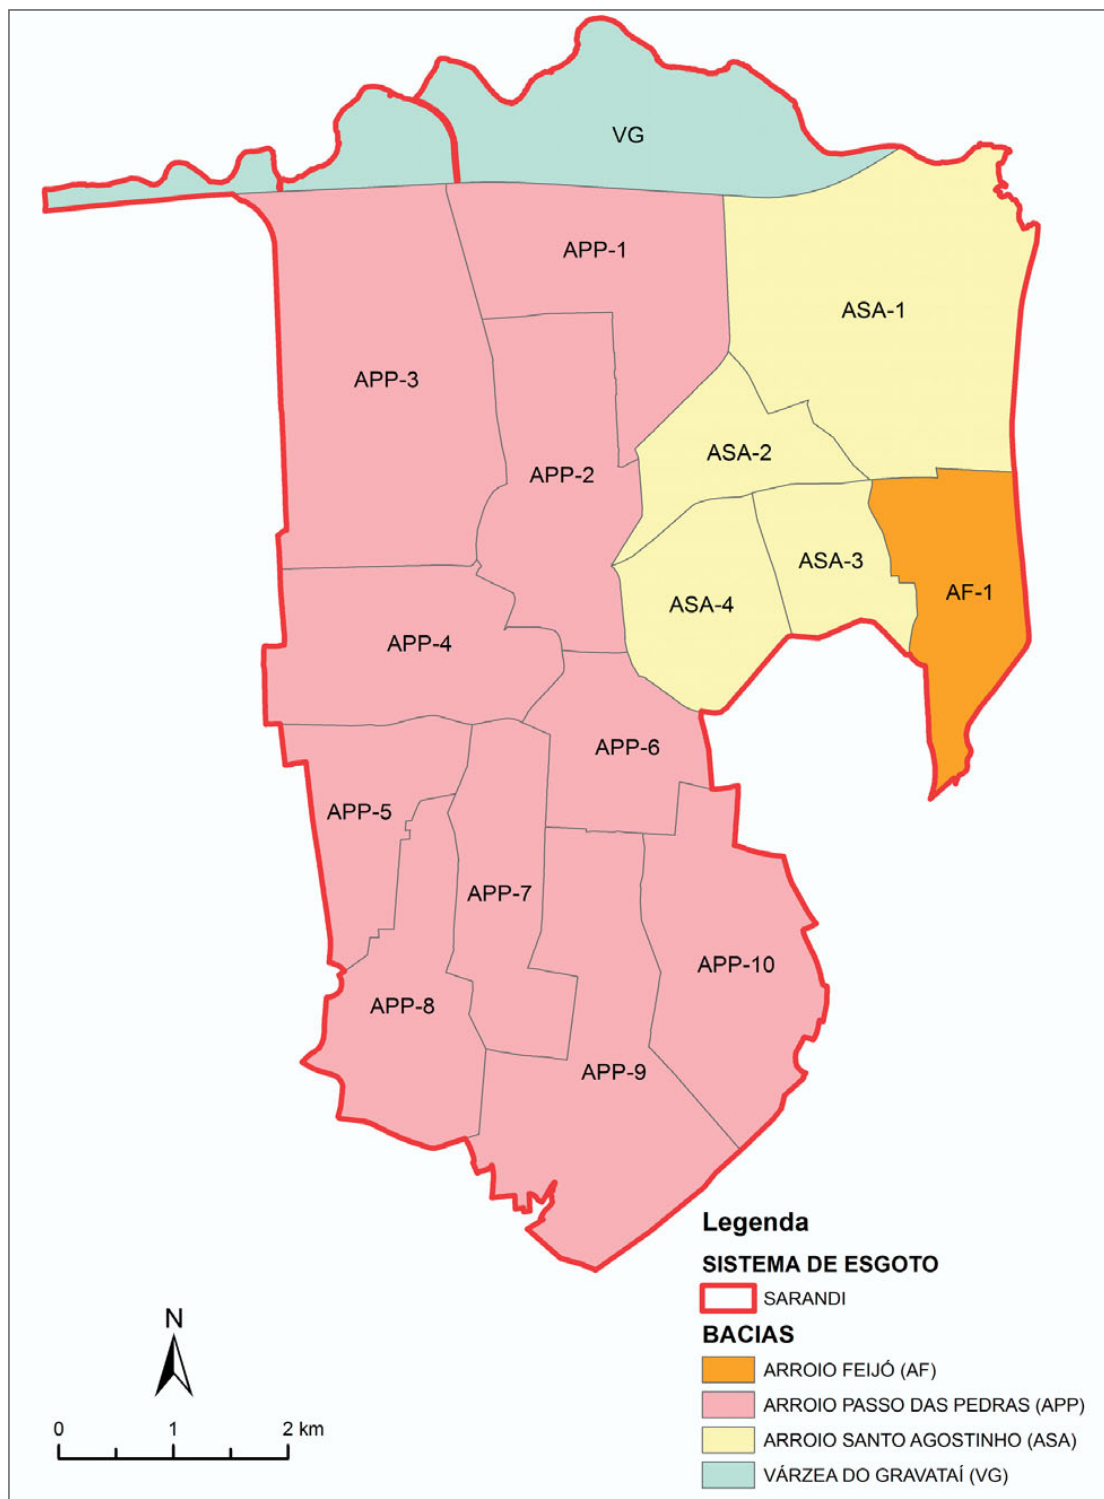 VG
APP-1
ASA-1
APP-3
ASA-2
APP-2
ASA-3
AF-1
ASA-4
APP-4
APP-6
APP-5
APP-7
APP-10
APP-8
APP-9
Legenda
SISTEMA DE ESGOTO
SARANDI
BACIAS
ARROIO FEIJÓ (AF)
ARROIO PASSO DAS PEDRAS (APP)
ARROIO SANTO AGOSTINHO (ASA)
VÁRZEA DO GRAVATAÍ (VG)
N
0 1 2 km